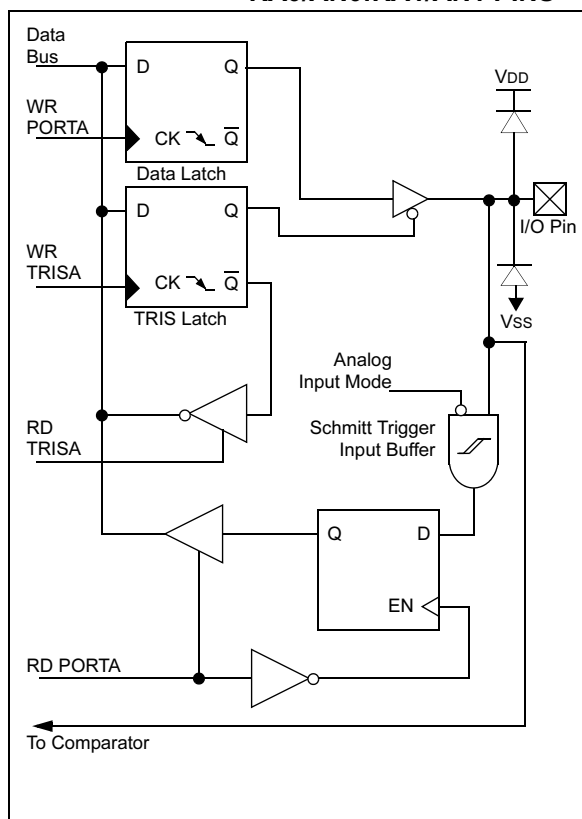 Data
Bus
D
Q
VDD
WR
PORTA
CK
Q
Data Latch
D
Q
I/O Pin
WR
TRISA
CK
Q
TRIS Latch
VSS
Analog
Input Mode
RD
TRISA
Schmitt Trigger
Input Buffer
Q
D
EN
RD PORTA
To Comparator